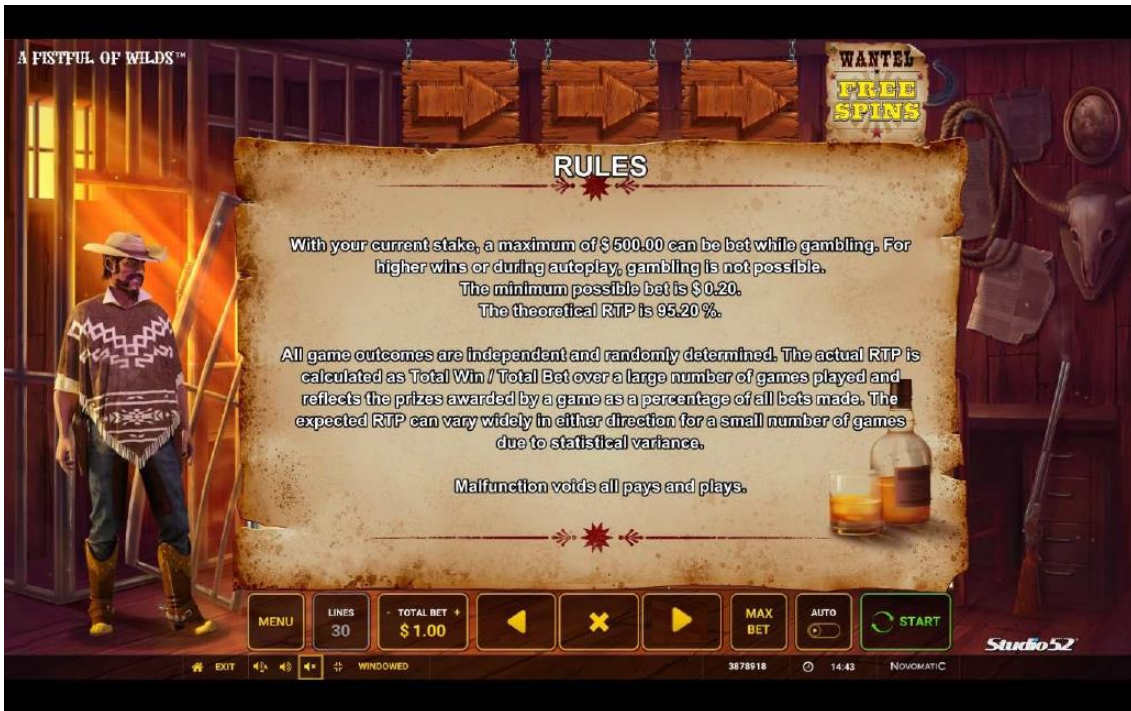 A FISTFUL OF WILDS™
WANTED
FREE
SPINS
RULES
With your current stake, a maximum of $ 500.00 can be bet while gambling. For
higher wins or during autoplay, gambling is not possible.
The minimum possible bet is $ 0.20.
The theoretical RTP is 95.20 %.
All game outcomes are independent and randomly determined. The actual RTP is
calculated as Total Win / Total Bet over a large number of games played and
reflects the prizes awarded by a game as a percentage of all bets made. The
expected RTP can vary widely in either direction for a small number of games
due to statistical variance.
Malfunction voids all pays and plays.
MENU
LINES
30
- TOTAL BET +
$ 1.00
MAX
BET
AUTO
START
Studio52
EXIT
WINDOWED
3878918
14:43
NOVOMATIC